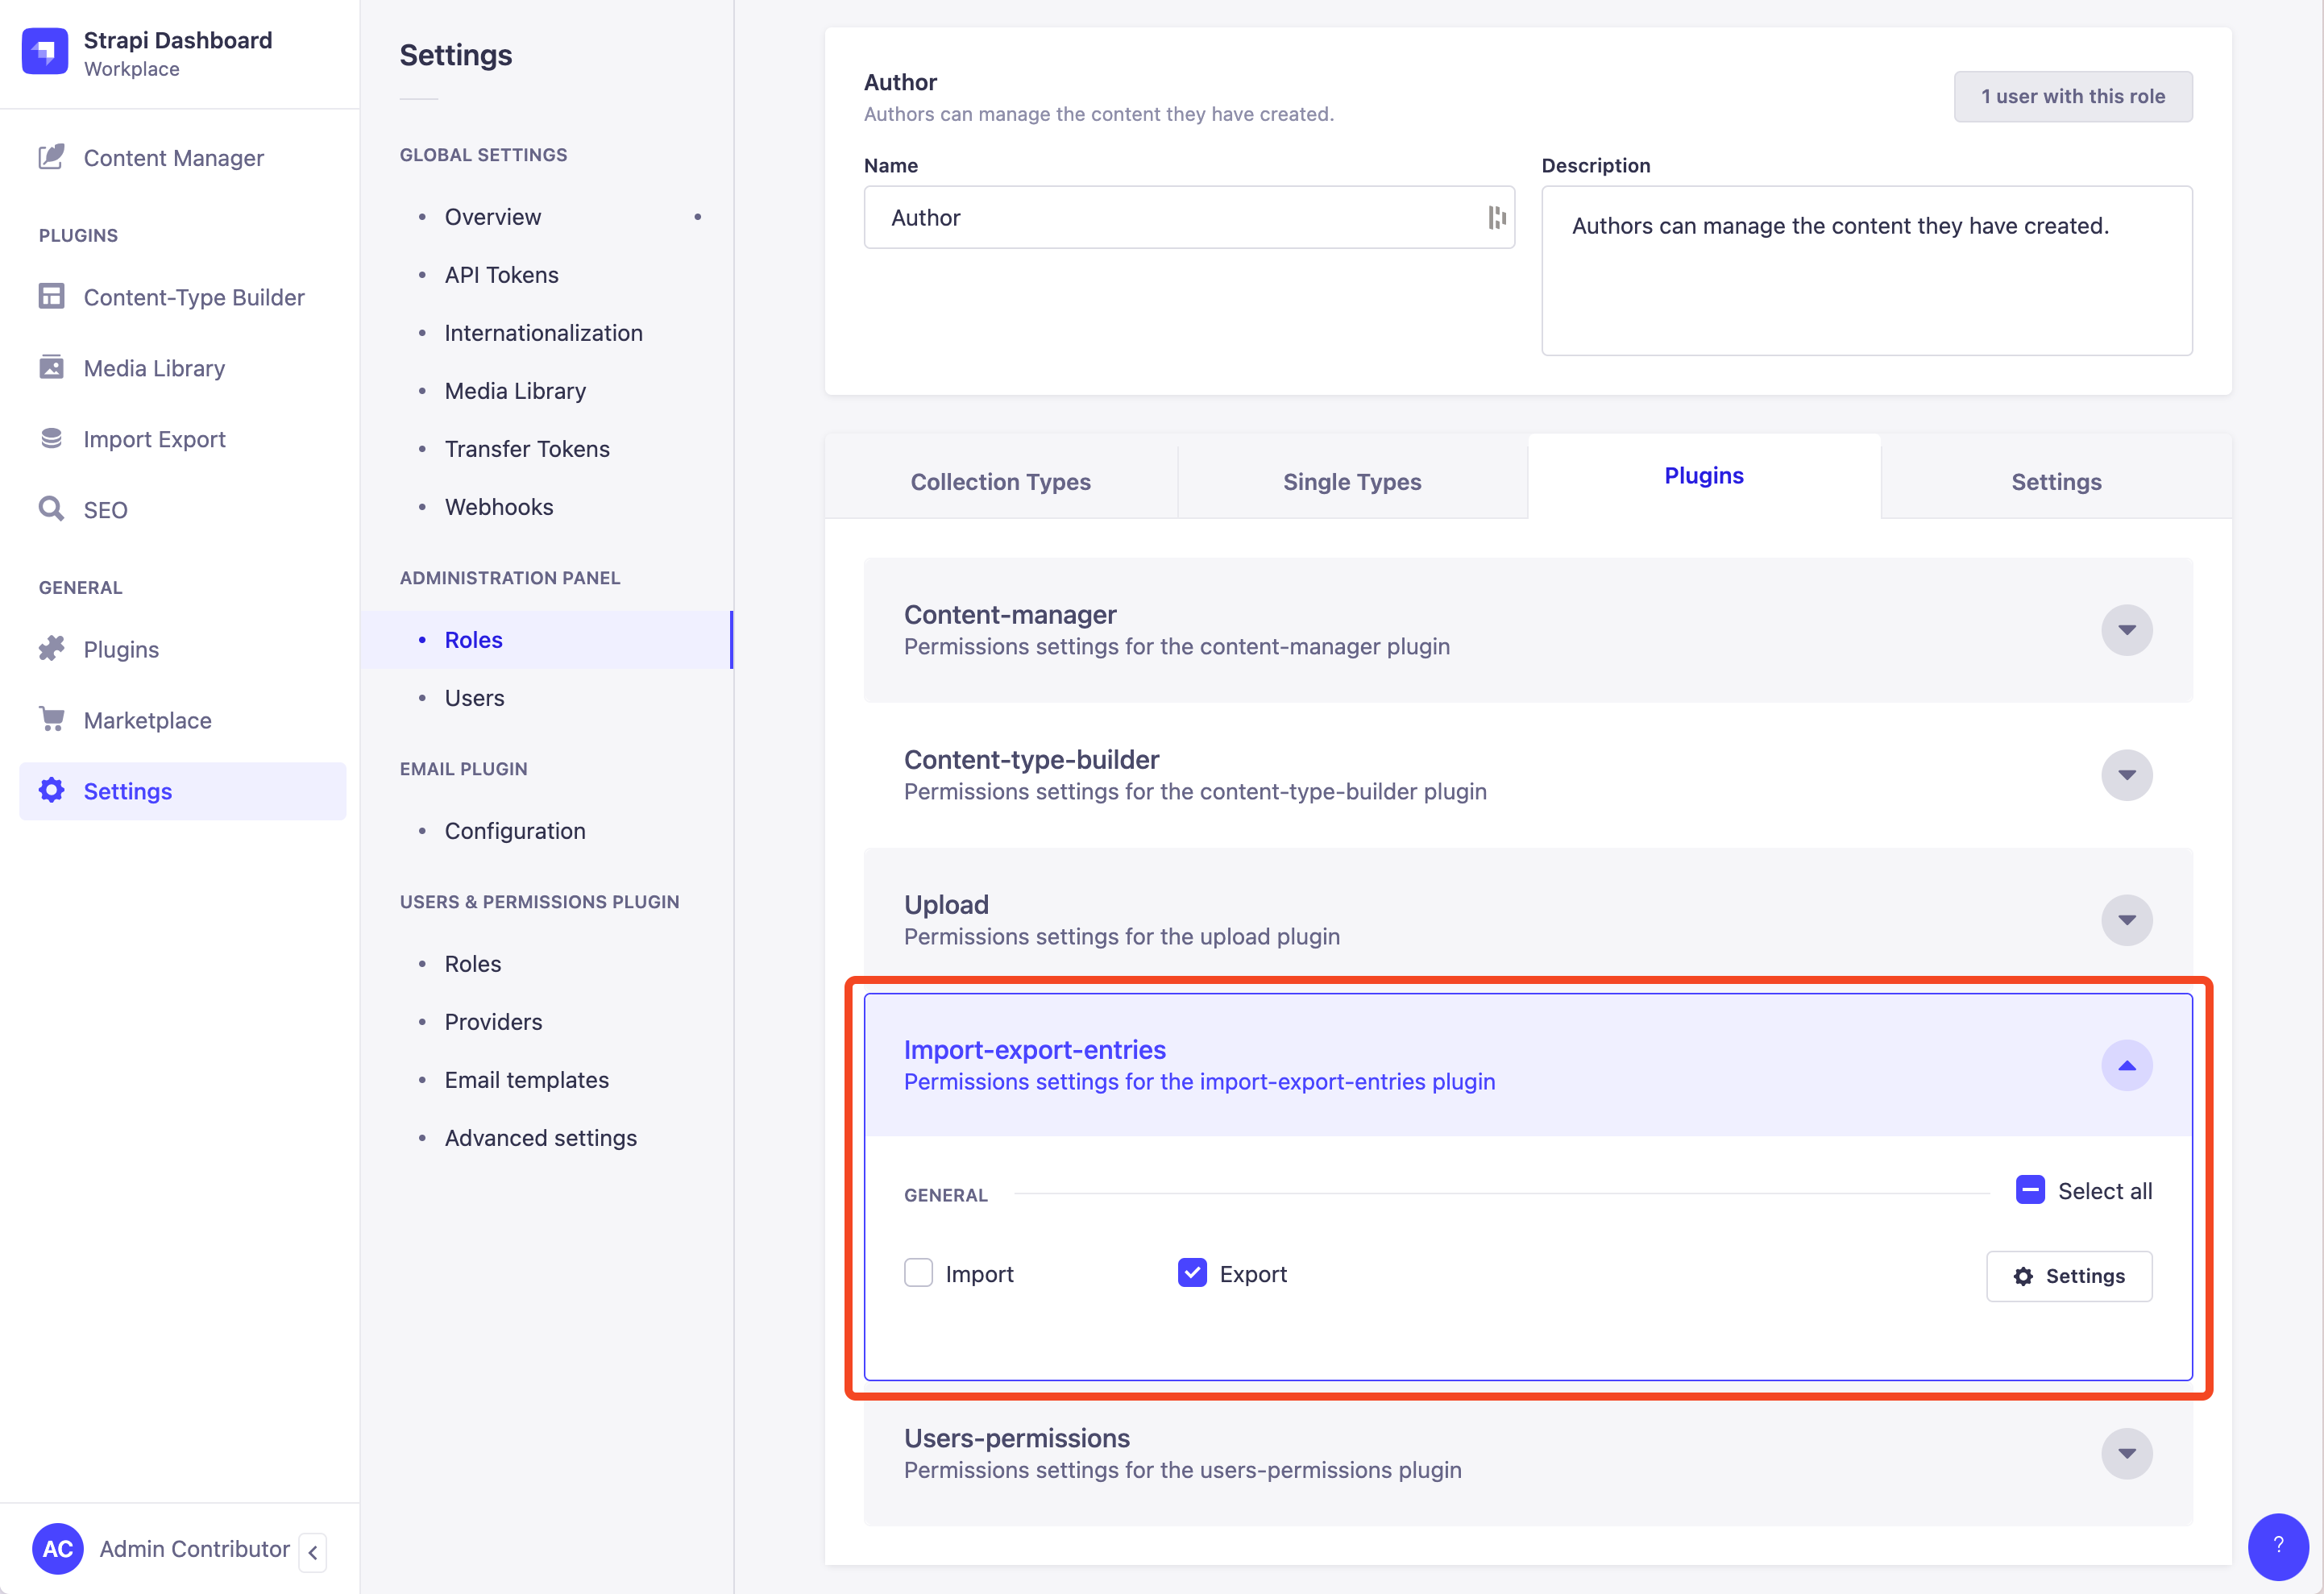 Strapi Dashboard
Workplace
Content Manager
PLUGINS
Content-Type Builder
Media Library
Import Export
SEO
GENERAL
Plugins
Marketplace
Settings
AC
Admin Contributor
Settings
GLOBAL SETTINGS
Overview
API Tokens
Internationalization
Media Library
Transfer Tokens
Webhooks
ADMINISTRATION PANEL
Roles
Users
EMAIL PLUGIN
Configuration
USERS & PERMISSIONS PLUGIN
Roles
Providers
Email templates
Advanced settings
Author
Authors can manage the content they have created.
1 user with this role
Name
Author
Description
Authors can manage the content they have created.
Collection Types
Single Types
Plugins
Settings
Content-manager
Permissions settings for the content-manager plugin
Content-type-builder
Permissions settings for the content-type-builder plugin
Upload
Permissions settings for the upload plugin
Import-export-entries
Permissions settings for the import-export-entries plugin
GENERAL
Select all
Import
Export
Settings
Users-permissions
Permissions settings for the users-permissions plugin
?